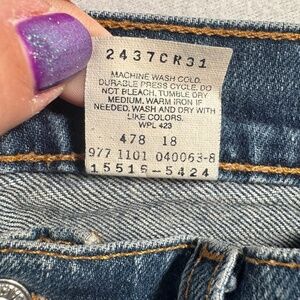 2437CR31
MACHINE WASH COLD.
DURABLE PRESS CYCLE. DO
NOT BLEACH. TUMBLE DRY
MEDIUM. WARM IRON IF
NEEDED. WASH AND DRY WITH
LIKE COLORS.
WPL 423
478 18
977 1101 040063-8
15515-5424